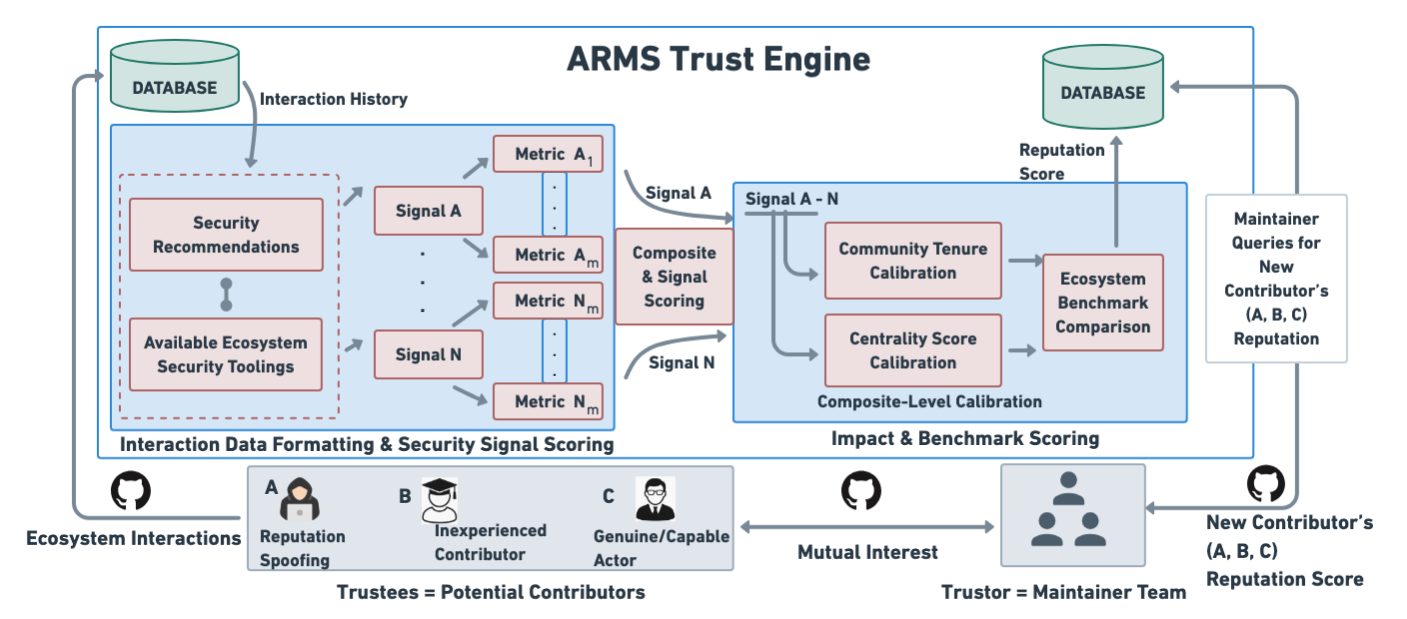 ARMS Trust Engine
DATABASE
Interaction History
Security
Recommendations
Available Ecosystem
Security Toolings
Signal A
.
.
.
Signal N
Metric A1
.
.
.
Metric Am
Metric Nm
.
.
.
Metric Nm
Interaction Data Formatting & Security Signal Scoring
Signal A
Composite
& Signal
Scoring
Signal N
Signal A - N
Community Tenure
Calibration
Centrality Score
Calibration
Composite-Level Calibration
Ecosystem
Benchmark
Comparison
Impact & Benchmark Scoring
Reputation
Score
DATABASE
Maintainer
Queries for
New
Contributor's
(A, B, C)
Reputation
Ecosystem Interactions
A
Reputation
Spoofing
B
Inexperienced
Contributor
C
Genuine/Capable
Actor
Trustees = Potential Contributors
Mutual Interest
Trustor = Maintainer Team
New Contributor's
(A, B, C)
Reputation Score